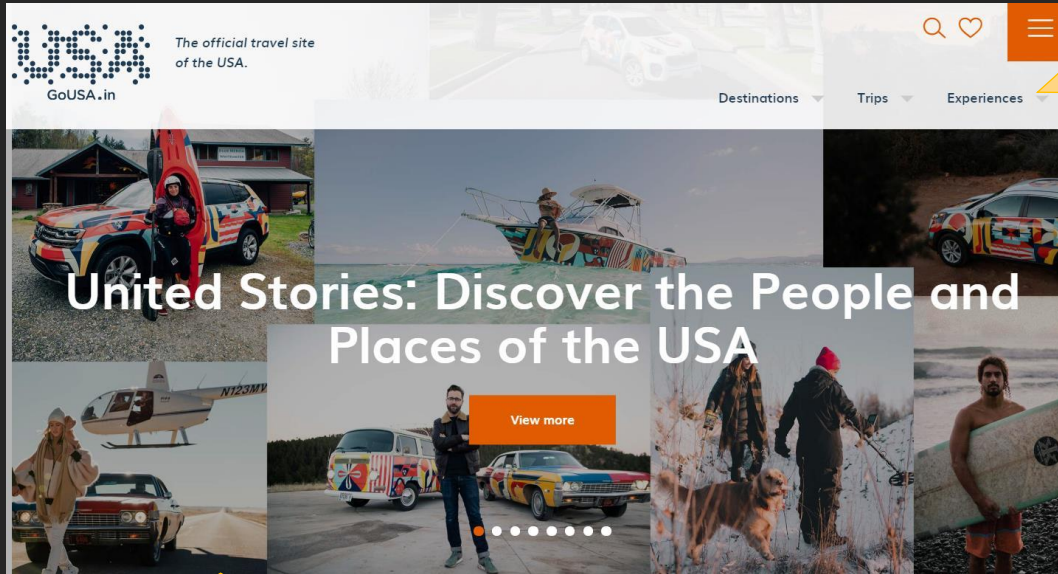 USA
GoUSA.in
The official travel site
of the USA.
Destinations
Trips
Experiences
United Stories: Discover the People and
Places of the USA
N123MV
View more